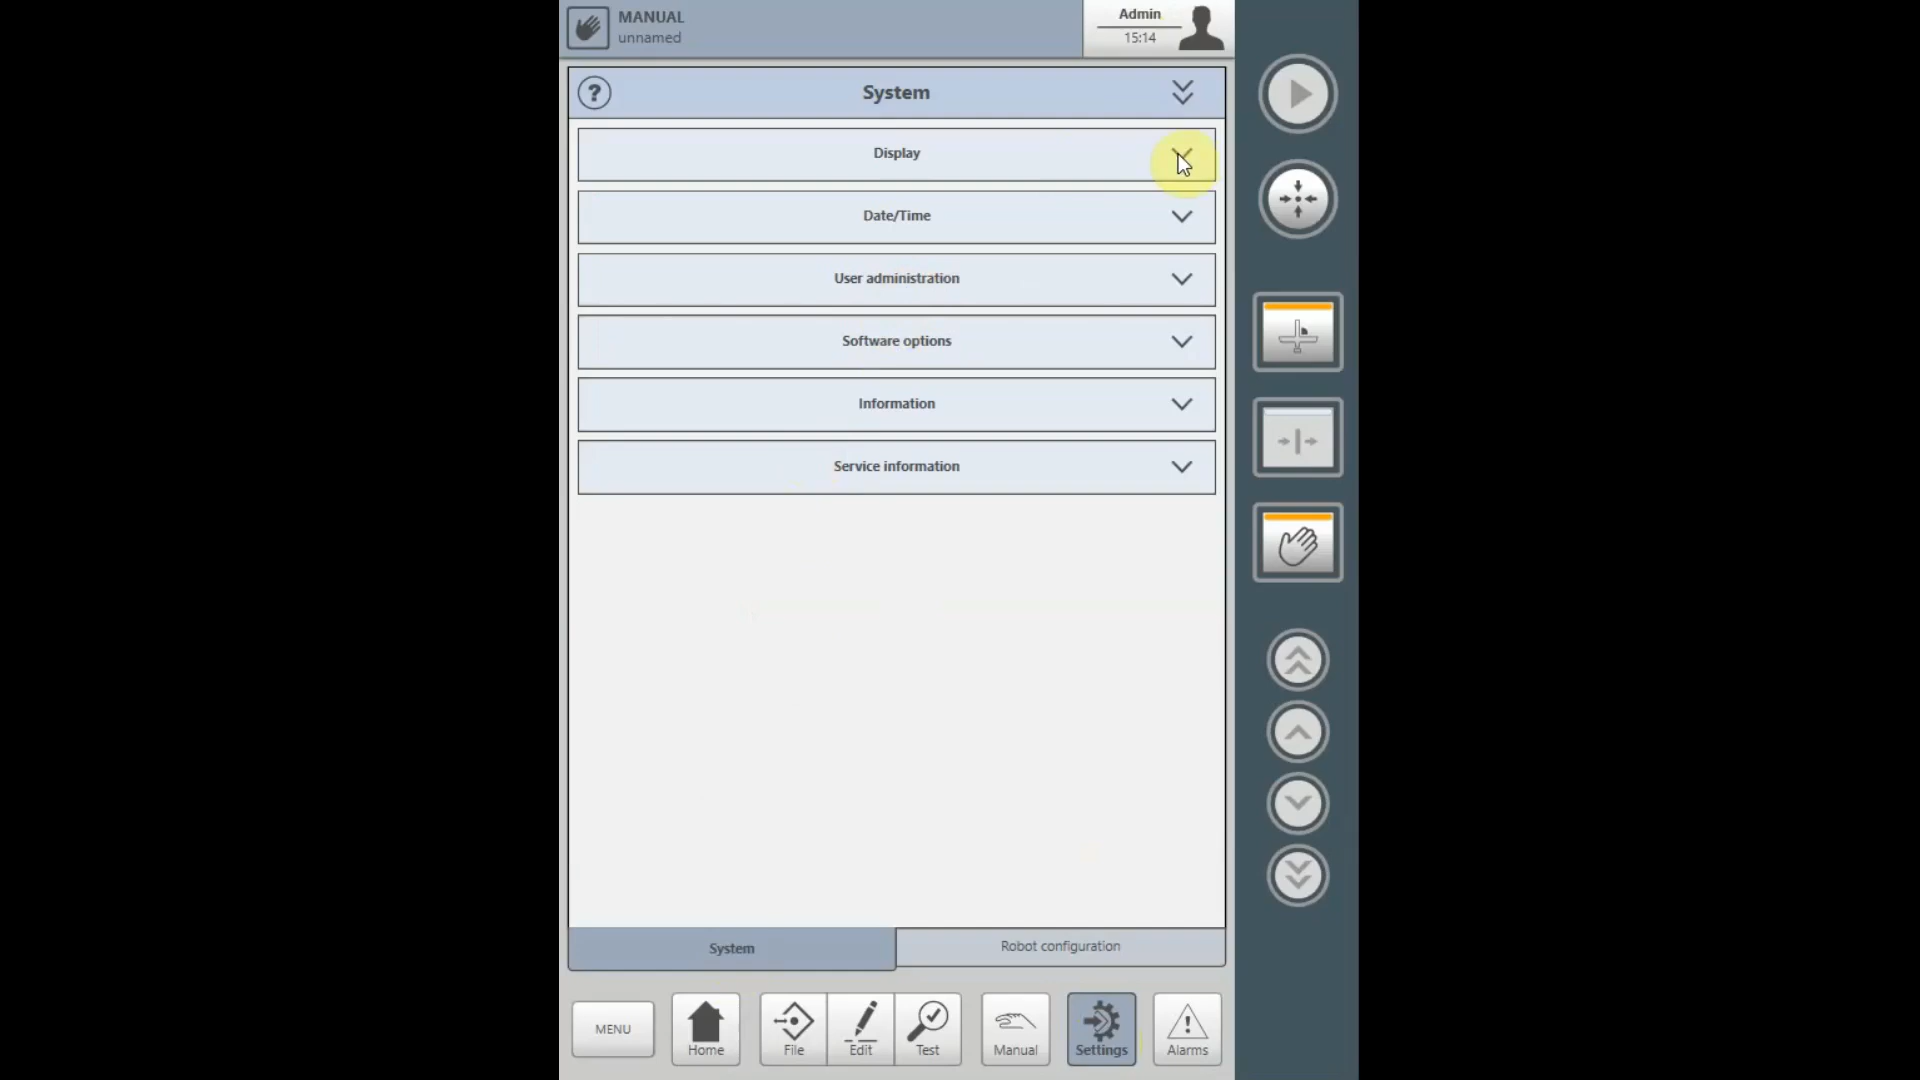 MANUAL
unnamed
Admin
15:14
?
System
Display
Date/Time
User administration
Software options
Information
Service information
System
Robot configuration
MENU
Home
File
Edit
Test
Manual
Settings
Alarms